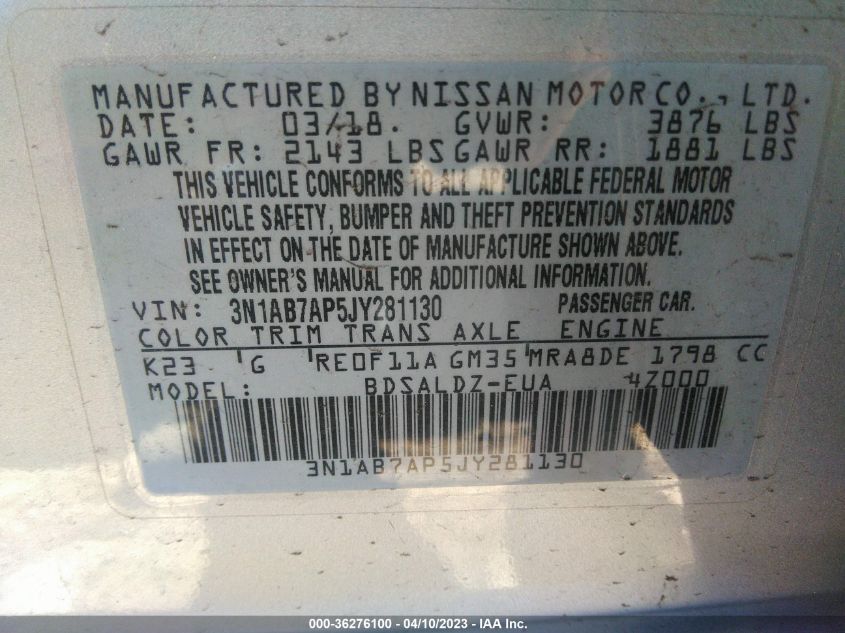 MANUFACTURED BY NISSAN MOTOR CO., LTD.
DATE: 03/18. GVWR: 3876 LBS
GAWR FR: 2143 LBS GAWR RR: 1881 LBS
THIS VEHICLE CONFORMS TO ALL APPLICABLE FEDERAL MOTOR
VEHICLE SAFETY, BUMPER AND THEFT PREVENTION STANDARDS
IN EFFECT ON THE DATE OF MANUFACTURE SHOWN ABOVE.
SEE OWNER'S MANUAL FOR ADDITIONAL INFORMATION.
VIN: 3N1AB7AP5JY281130 PASSENGER CAR.
COLOR TRIM TRANS AXLE ENGINE
K23 G RE0F11A GM35 MRA8DE 1798 CC
MODEL: BDSALDZ-EUA 4Z000
3N1AB7AP5JY281130
000-36276100 - 04/10/2023 - IAA Inc.